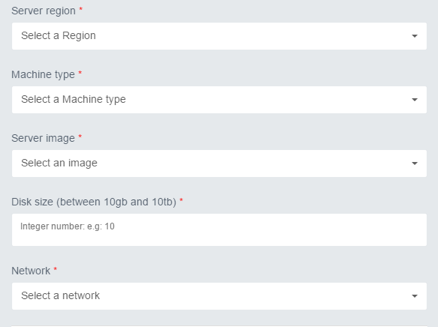 Server region *
Select a Region
Machine type *
Select a Machine type
Server image *
Select an image
Disk size (between 10gb and 10tb) *
Integer number: e.g: 10
Network *
Select a network